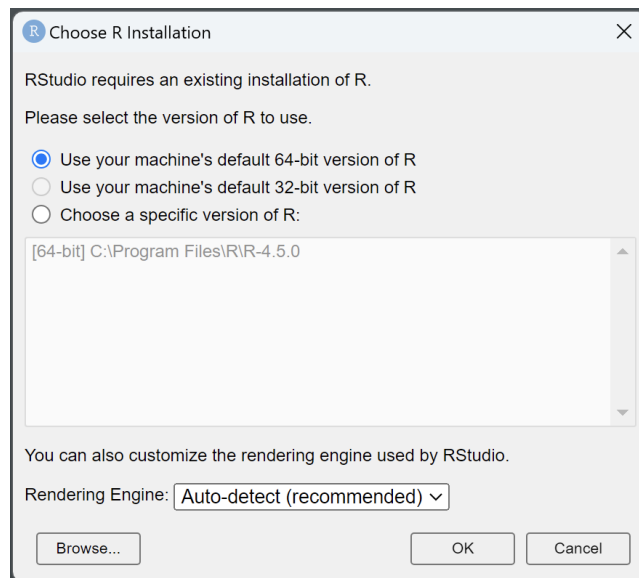 R Choose R Installation
RStudio requires an existing installation of R.
Please select the version of R to use.
Use your machine's default 64-bit version of R
Use your machine's default 32-bit version of R
Choose a specific version of R:
[64-bit] C:\Program Files\R\R-4.5.0
You can also customize the rendering engine used by RStudio.
Rendering Engine: Auto-detect (recommended)
Browse... OK Cancel